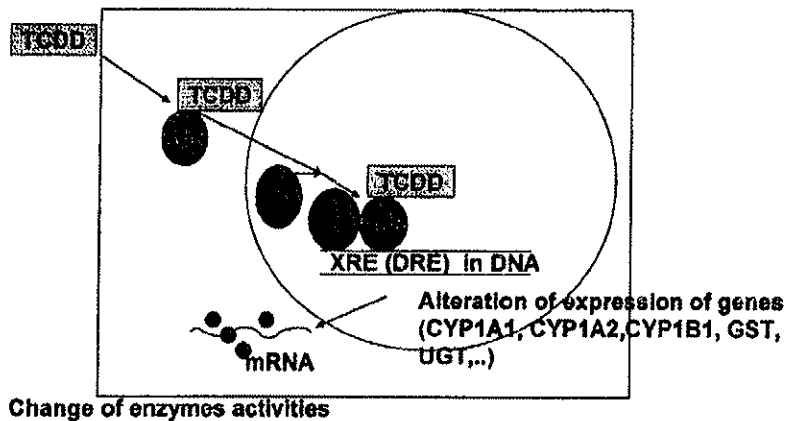 TCDD
TCDD
TCDD
XRE (DRE) in DNA
Alteration of expression of genes
(CYP1A1, CYP1A2,CYP1B1, GST,
UGT,..)
mRNA
Change of enzymes activities